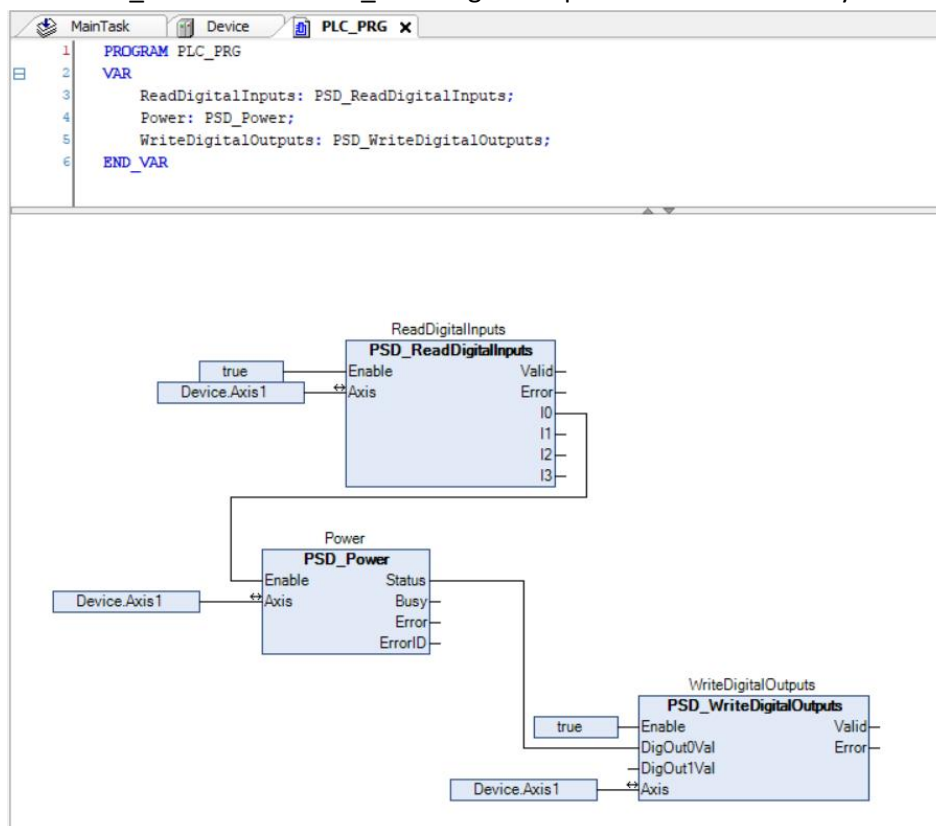 MainTask Device PLC_PRG X
1 PROGRAM PLC_PRG
2 VAR
3 ReadDigitalInputs: PSD_ReadDigitalInputs;
4 Power: PSD_Power;
5 WriteDigitalOutputs: PSD_WriteDigitalOutputs;
6 END_VAR
ReadDigitalInputs
PSD_ReadDigitalInputs
true Enable Valid
Device.Axis1 Axis Error
I0
I1
I2
I3
Power
PSD_Power
Enable Status
Device.Axis1 Axis Busy
Error
ErrorID
WriteDigitalOutputs
PSD_WriteDigitalOutputs
true Enable Valid
DigOut0Val Error
DigOut1Val
Device.Axis1 Axis